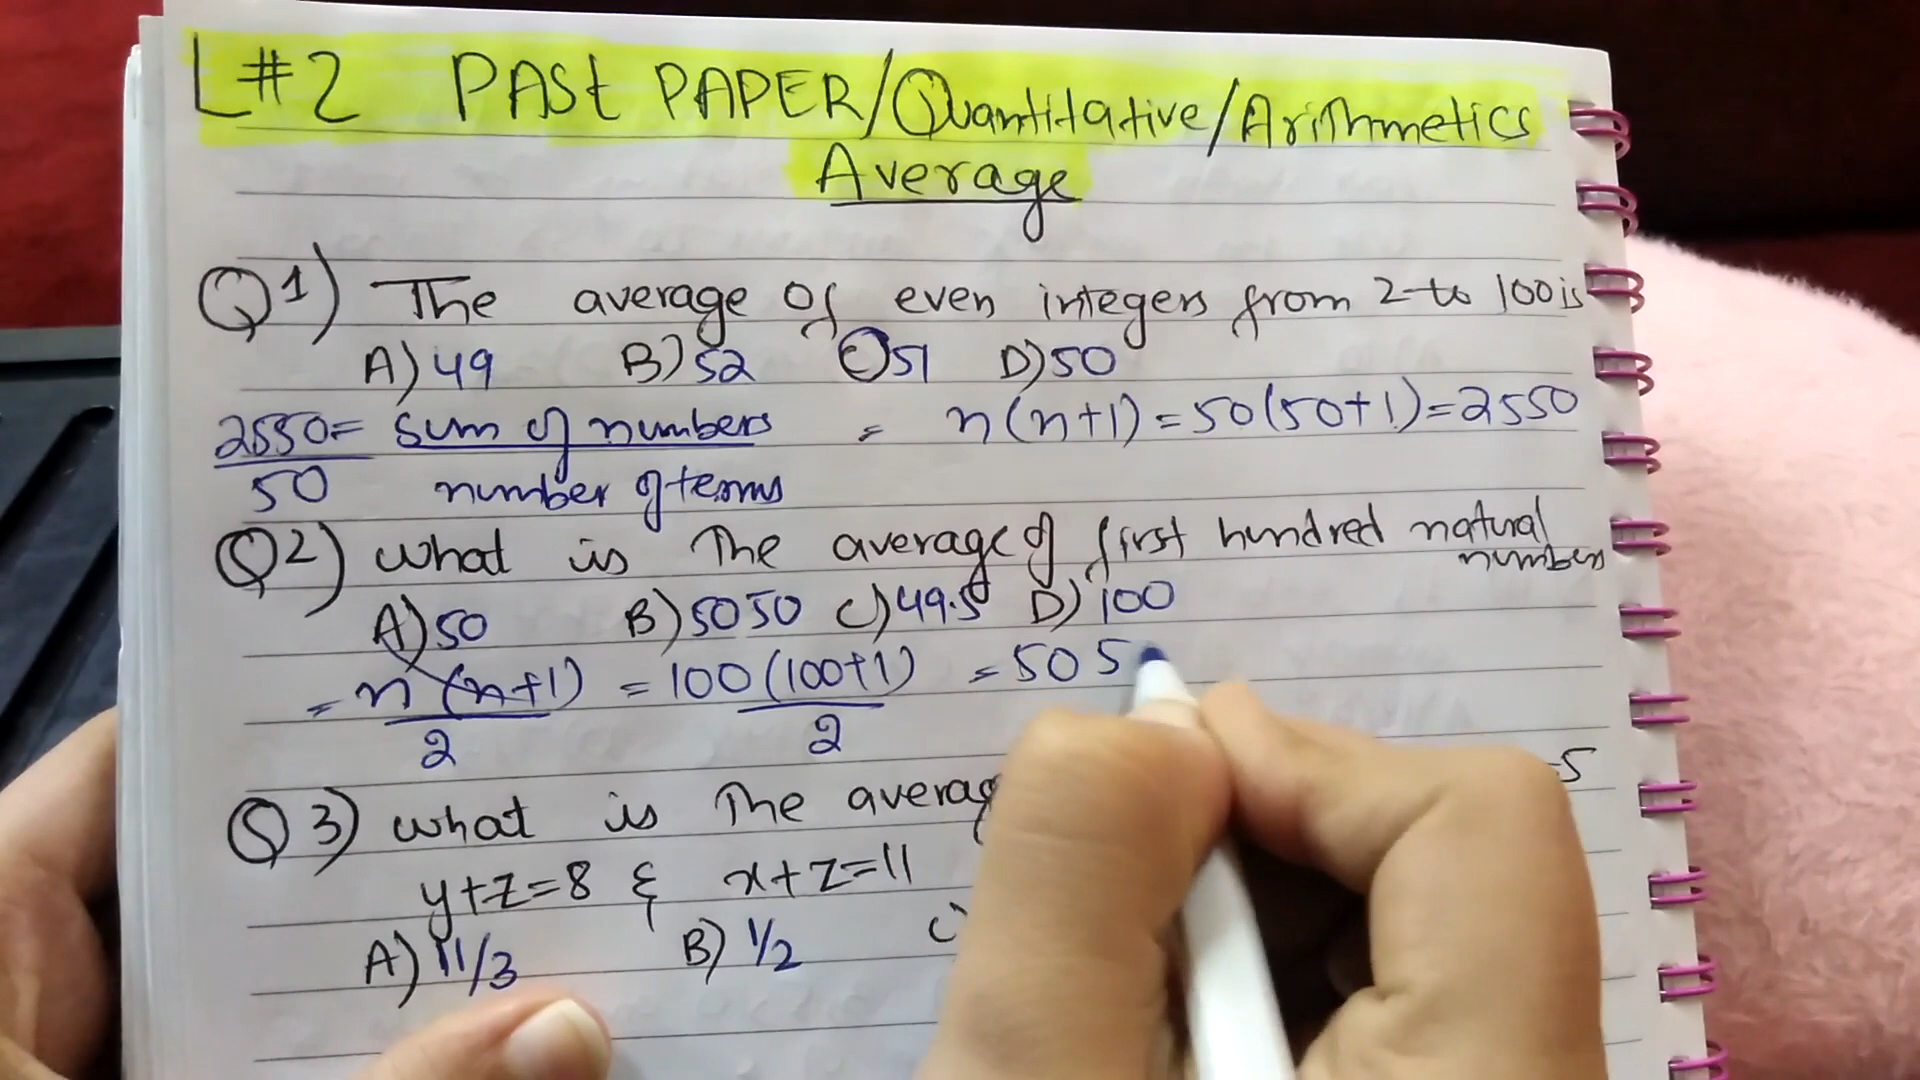 L#2 PAST PAPER/Quantitative/Arithmetics
Average
Q1) The average of even integers from 2 to 100 is
A) 49 B) 52 C) 51 D) 50
2550 = sum of numbers = n(n+1) = 50(50+1) = 2550
50 number of terms
Q2) what is The average of first hundred natural
numbers
A) 50 B) 5050 C) 49.5 D) 100
= n (n+1) = 100 (100+1) = 505
2 2
Q3) what is The 5
y+z=8 & x+z=11
A) 11/3 B) 1/2 C)